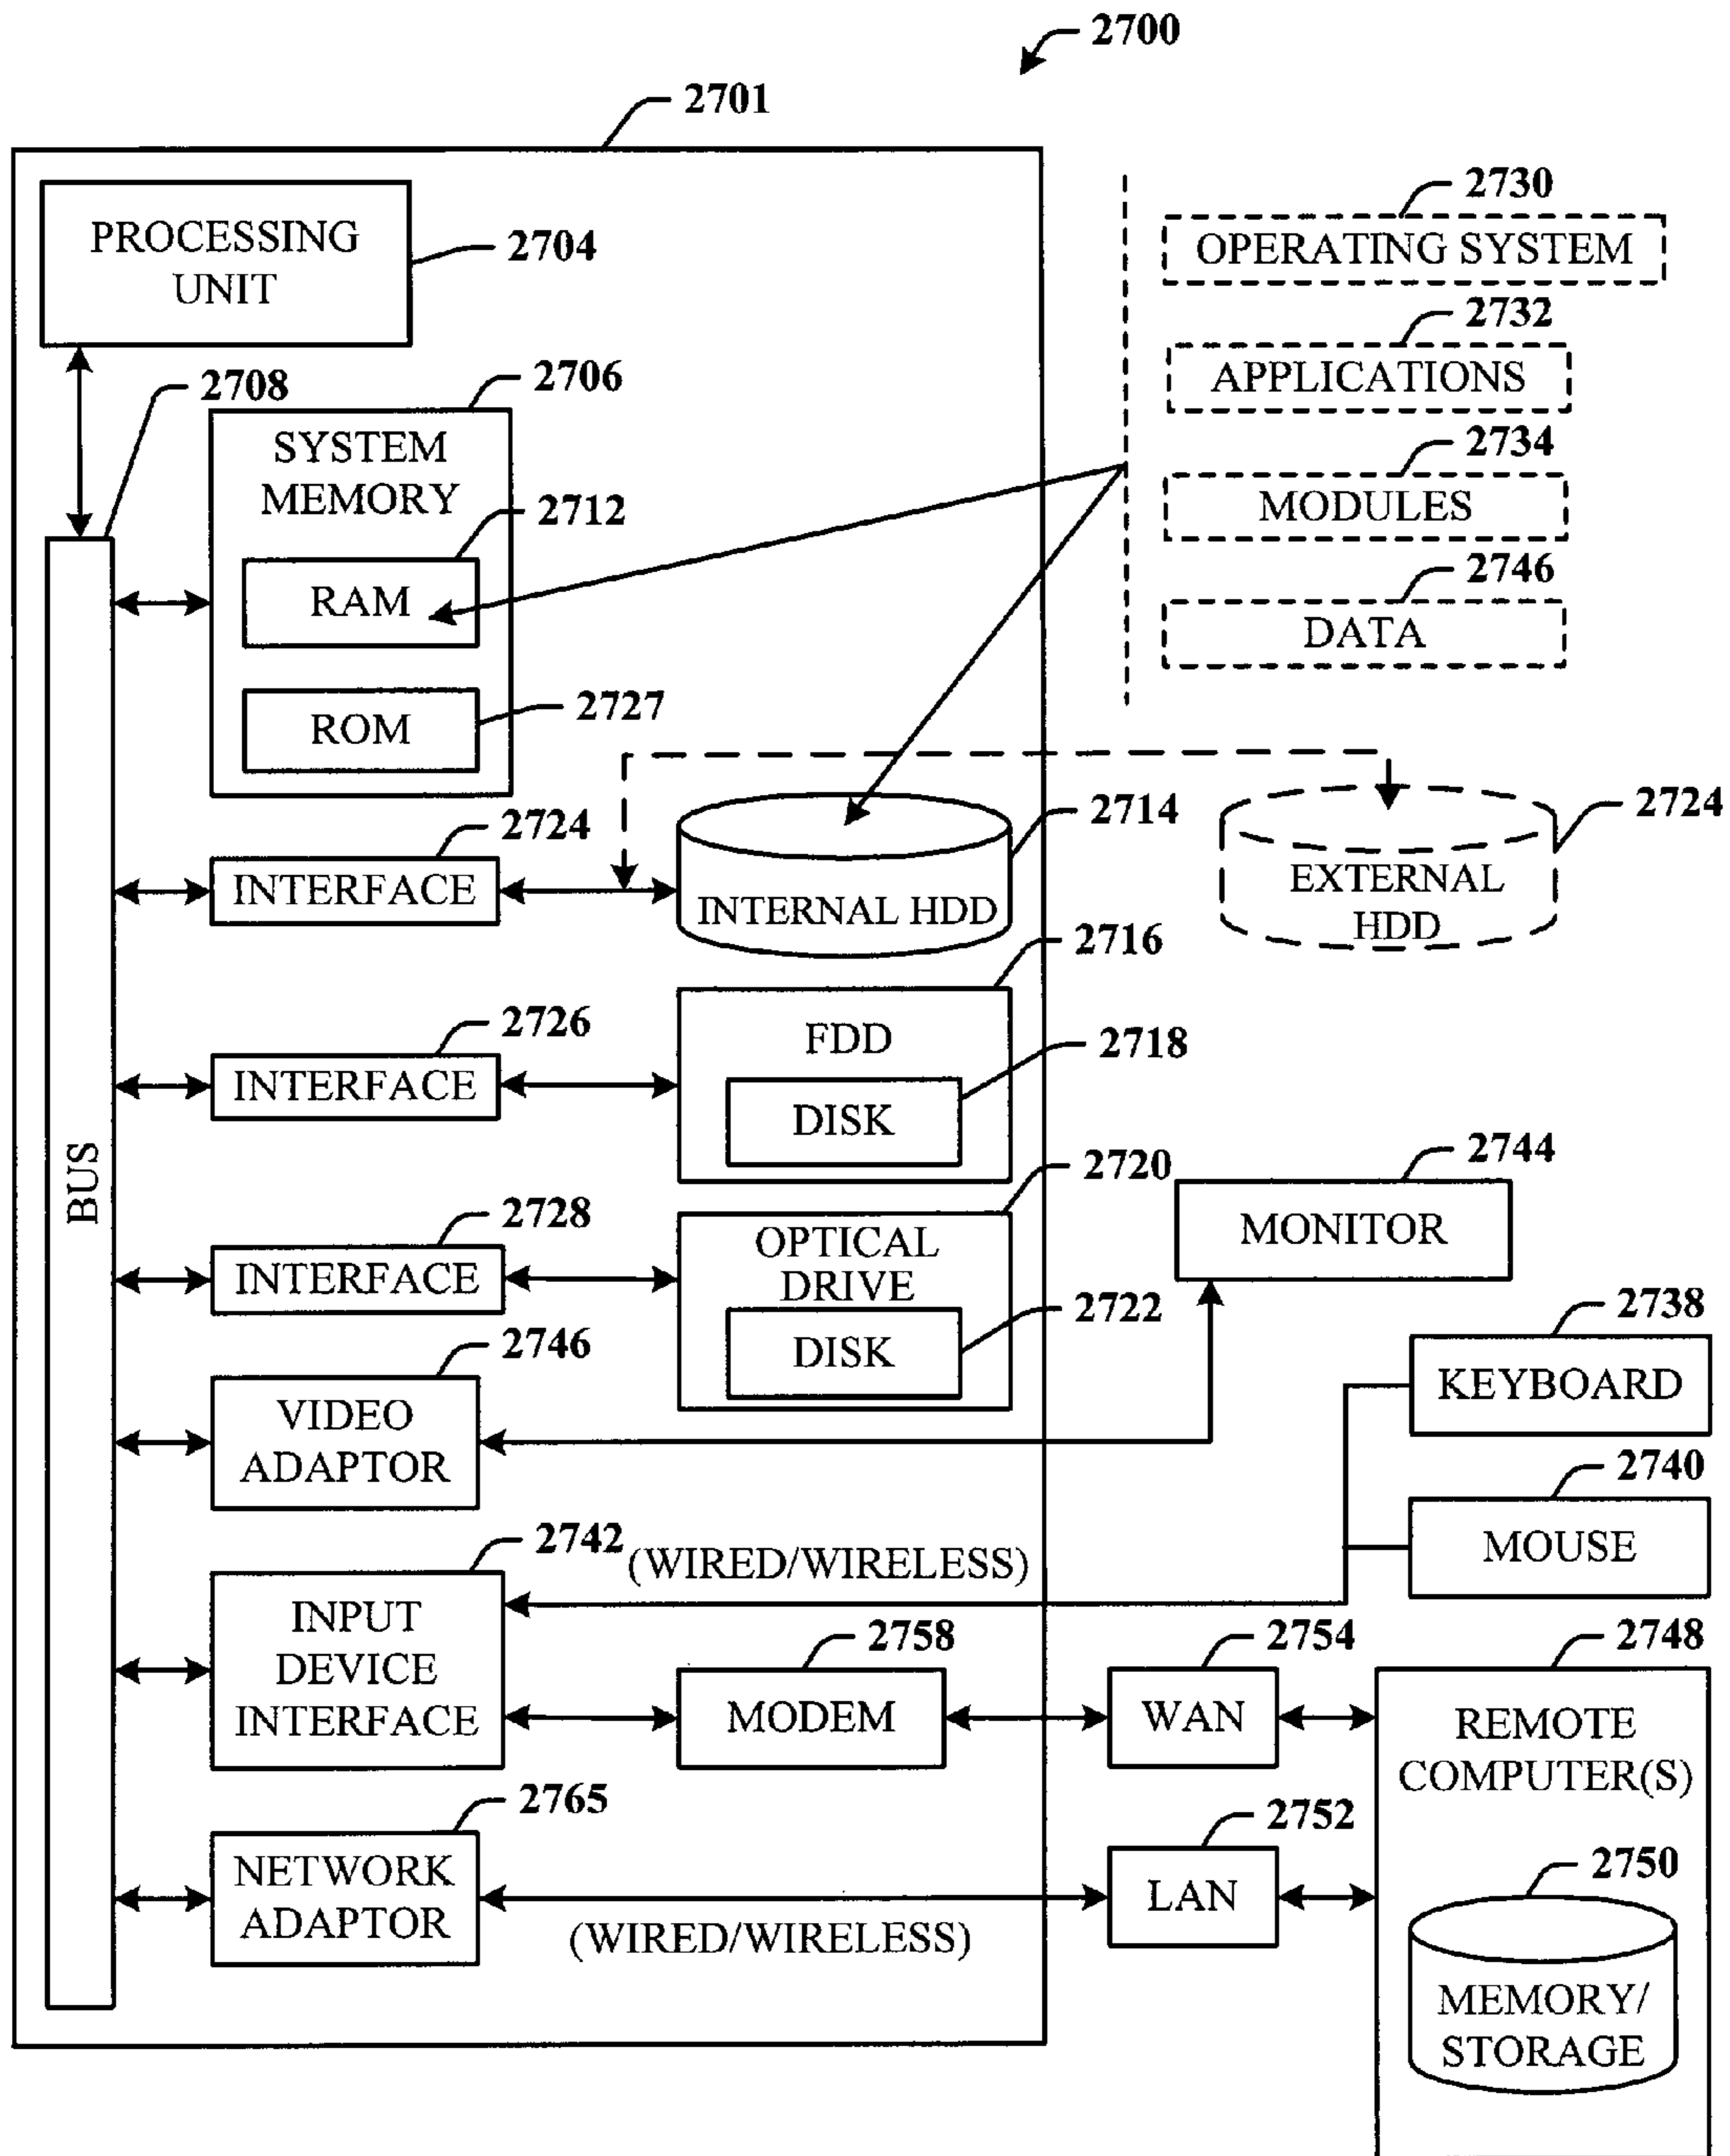 2700
2701
PROCESSING
UNIT
2704
2730
OPERATING SYSTEM
2732
APPLICATIONS
2734
MODULES
2746
DATA
2708
2706
SYSTEM
MEMORY
2712
RAM
2727
ROM
2724
INTERFACE
2714
INTERNAL HDD
2724
EXTERNAL
HDD
2716
FDD
2726
INTERFACE
2718
DISK
BUS
2720
OPTICAL
DRIVE
2728
INTERFACE
2722
DISK
2744
MONITOR
2746
VIDEO
ADAPTOR
2738
KEYBOARD
2740
MOUSE
2742
(WIRED/WIRELESS)
INPUT
DEVICE
INTERFACE
2758
MODEM
2754
WAN
2748
REMOTE
COMPUTER(S)
2765
NETWORK
ADAPTOR
(WIRED/WIRELESS)
2752
LAN
2750
MEMORY/
STORAGE